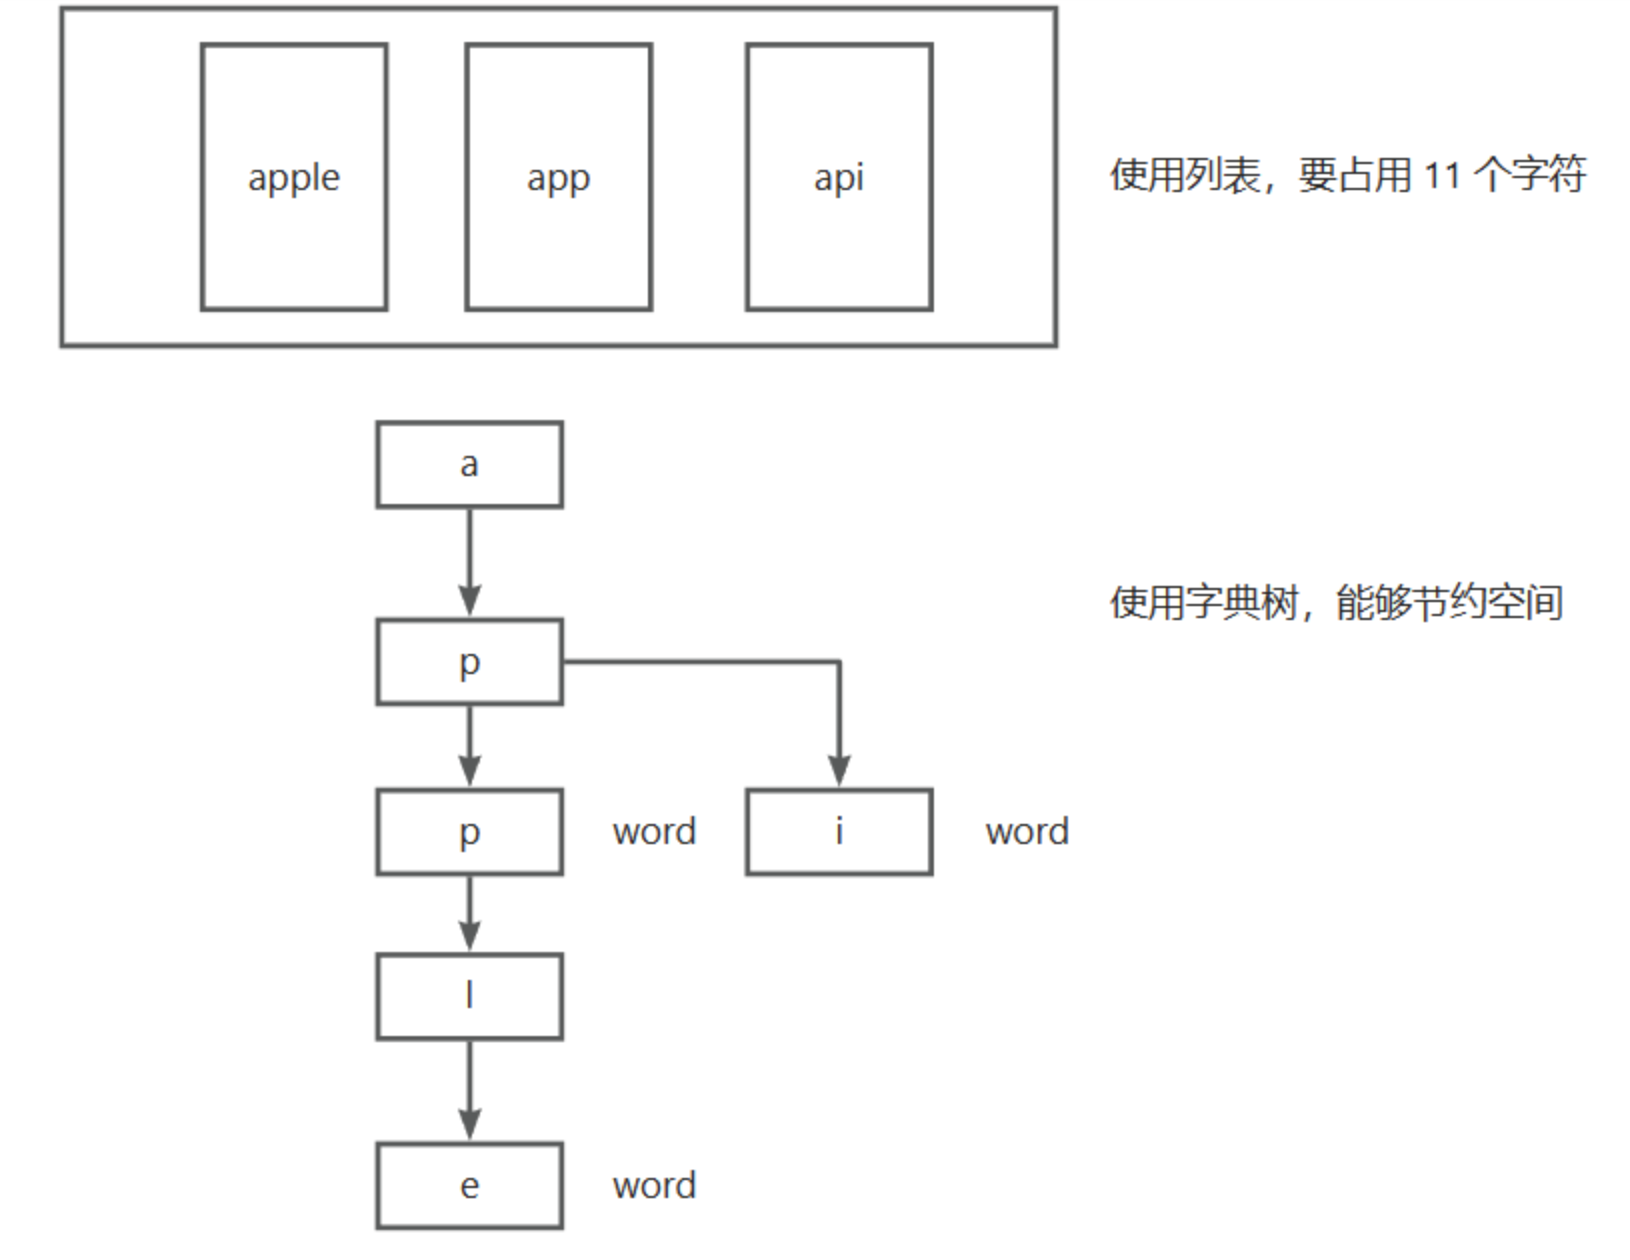 apple app api 使用列表，要占用 11 个字符
a
使用字典树，能够节约空间
p
p word i word
l
e word